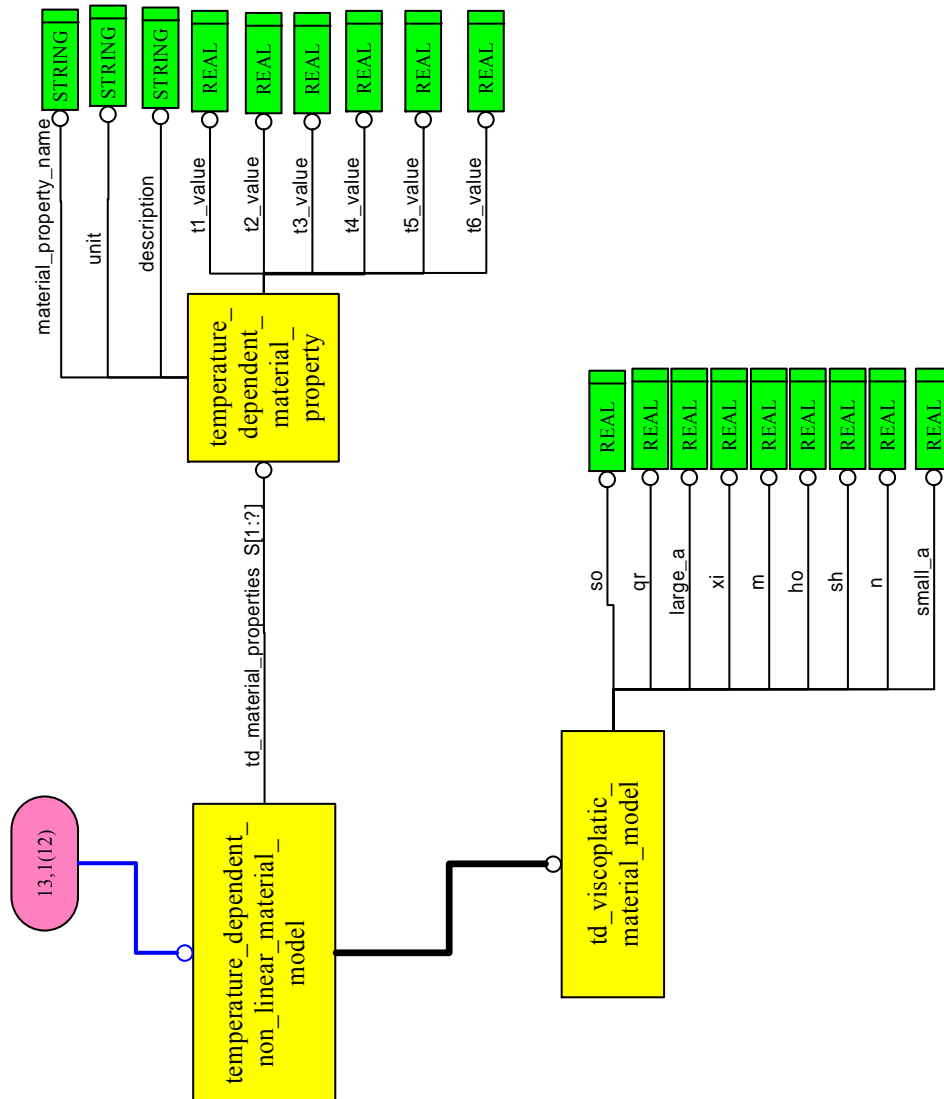 STRING
STRING
STRING
REAL
REAL
REAL
REAL
REAL
REAL
material_property_name
unit
description
t1_value
t2_value
t3_value
t4_value
t5_value
t6_value
temperature_
dependent_
material_
property
td_material_properties S[1:?]
REAL
REAL
REAL
REAL
REAL
REAL
REAL
REAL
REAL
so
qr
large_a
xi
m
ho
sh
n
small_a
13,1(12)
temperature_dependent_
non_linear_material_
model
td_viscoplatic_
material_model